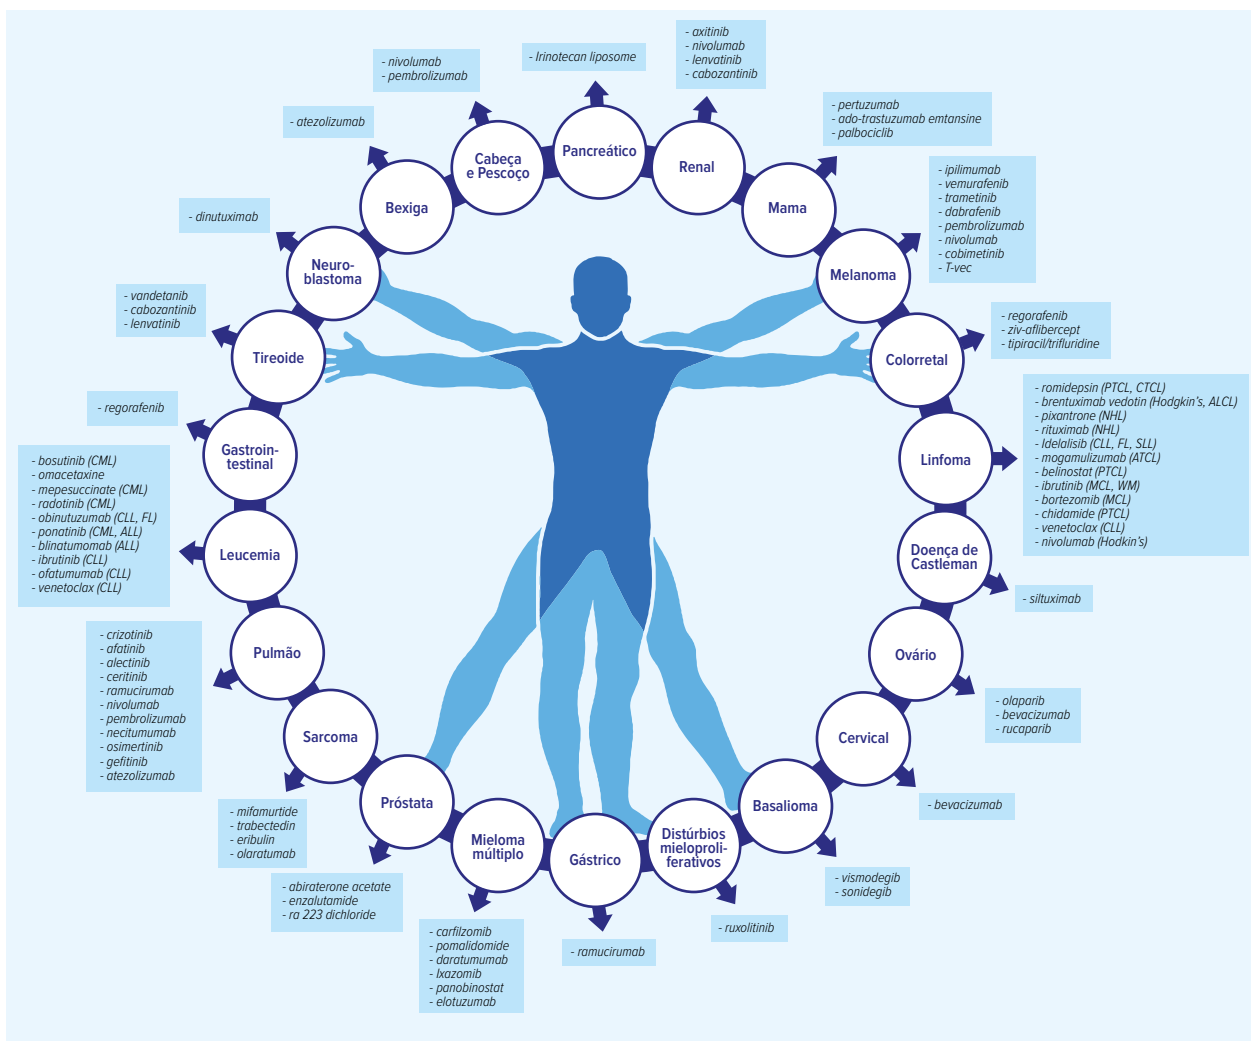 Pancreático
- Irinotecan liposome
Renal
- axitinib
- nivolumab
- lenvatinib
- cabozantinib
Mama
- pertuzumab
- ado-trastuzumab emtansine
- palbociclib
Melanoma
- ipilimumab
- vemurafenib
- trametinib
- dabrafenib
- pembrolizumab
- nivolumab
- cobimetinib
- T-vec
Colorretal
- regorafenib
- ziv-aflibercept
- tipiracil/trifluridine
Linfoma
- romidepsin (PTCL, CTCL)
- brentuximab vedotin (Hodgkin's, ALCL)
- pixantrone (NHL)
- rituximab (NHL)
- Idelalisib (CLL, FL, SLL)
- mogamulizumab (ATCL)
- belinostat (PTCL)
- ibrutinib (MCL, WM)
- bortezomib (MCL)
- chidamide (PTCL)
- venetoclax (CLL)
- nivolumab (Hodkin's)
Doença de
Castleman
- siltuximab
Ovário
- olaparib
- bevacizumab
- rucaparib
Cervical
- bevacizumab
Basalioma
- vismodegib
- sonidegib
Distúrbios
mieloproli-
ferativos
- ruxolitinib
Gástrico
- ramucirumab
Mieloma
múltiplo
- carfilzomib
- pomalidomide
- daratumumab
- Ixazomib
- panobinostat
- elotuzumab
Próstata
- abiraterone acetate
- enzalutamide
- ra 223 dichloride
Sarcoma
- mifamurtide
- trabectedin
- eribulin
- olaratumab
Pulmão
- crizotinib
- afatinib
- alectinib
- ceritinib
- ramucirumab
- nivolumab
- pembrolizumab
- necitumumab
- osimertinib
- gefitinib
- atezolizumab
Leucemia
- bosutinib (CML)
- omacetaxine
- mepesuccinate (CML)
- radotinib (CML)
- obinutuzumab (CLL, FL)
- ponatinib (CML, ALL)
- blinatumomab (ALL)
- ibrutinib (CLL)
- ofatumumab (CLL)
- venetoclax (CLL)
Gastroin-
testinal
- regorafenib
Tireoide
- vandetanib
- cabozantinib
- lenvatinib
Neuro-
blastoma
- dinutuximab
Bexiga
- atezolizumab
Cabeça
e Pescoço
- nivolumab
- pembrolizumab